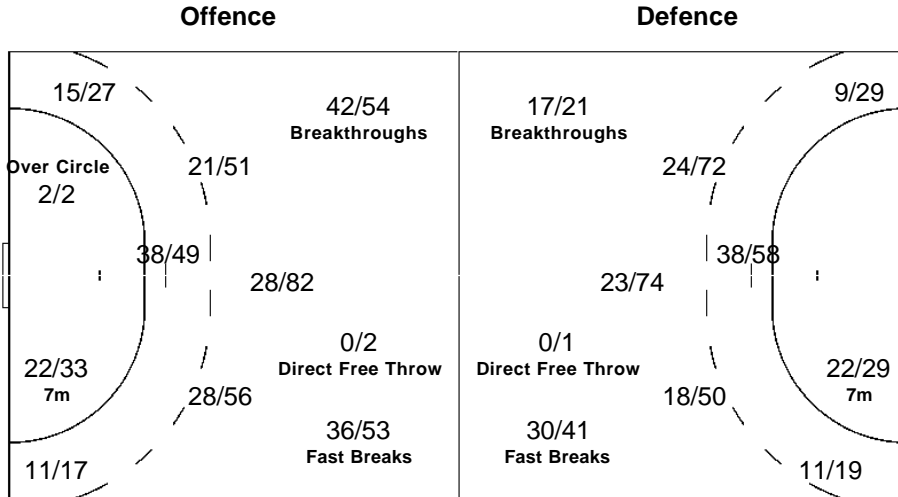 Offence
Defence
15/27
42/54
Breakthroughs
17/21
Breakthroughs
9/29
Over Circle
2/2
21/51
24/72
38/49
38/58
28/82
23/74
0/2
Direct Free Throw
0/1
Direct Free Throw
22/33
7m
22/29
7m
28/56
18/50
36/53
Fast Breaks
30/41
Fast Breaks
11/17
11/19